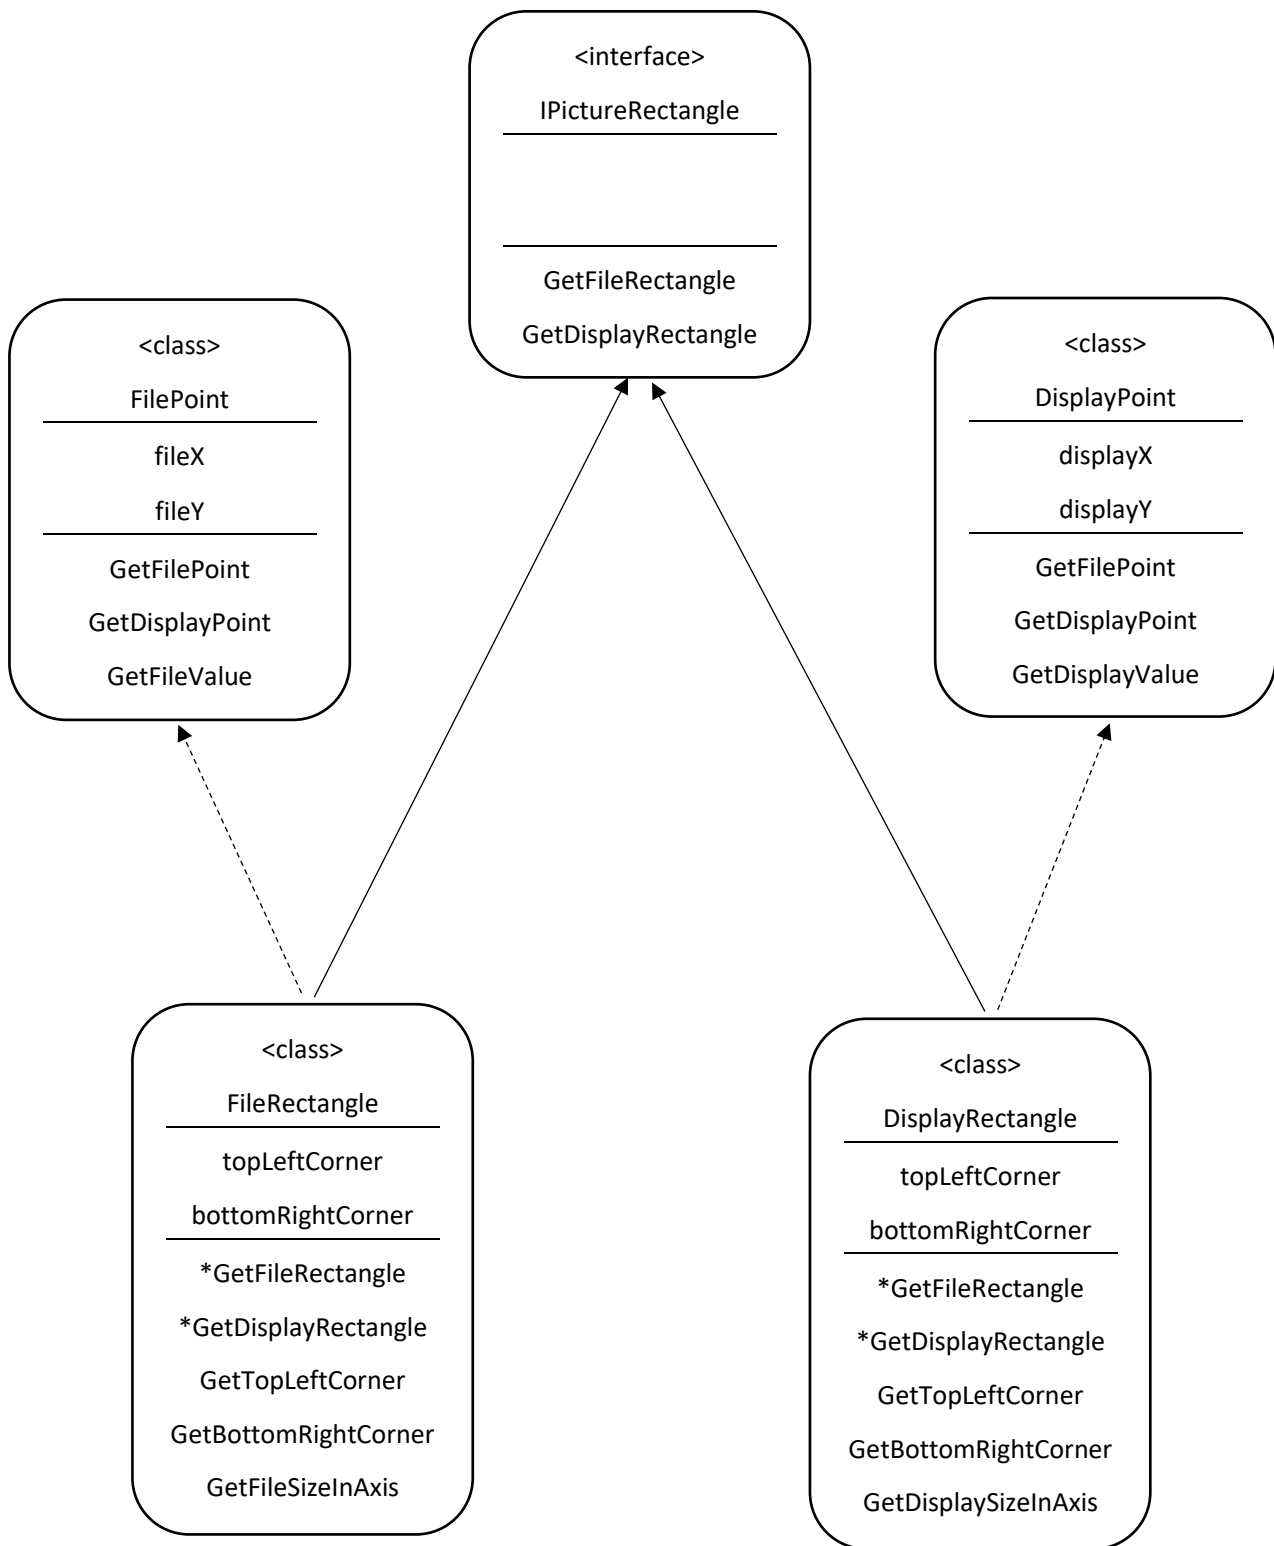 <interface>
IPictureRectangle
GetFileRectangle
GetDisplayRectangle
<class>
FilePoint
fileX
fileY
GetFilePoint
GetDisplayPoint
GetFileValue
<class>
DisplayPoint
displayX
displayY
GetFilePoint
GetDisplayPoint
GetDisplayValue
<class>
FileRectangle
topLeftCorner
bottomRightCorner
*GetFileRectangle
*GetDisplayRectangle
GetTopLeftCorner
GetBottomRightCorner
GetFileSizeInAxis
<class>
DisplayRectangle
topLeftCorner
bottomRightCorner
*GetFileRectangle
*GetDisplayRectangle
GetTopLeftCorner
GetBottomRightCorner
GetDisplaySizeInAxis